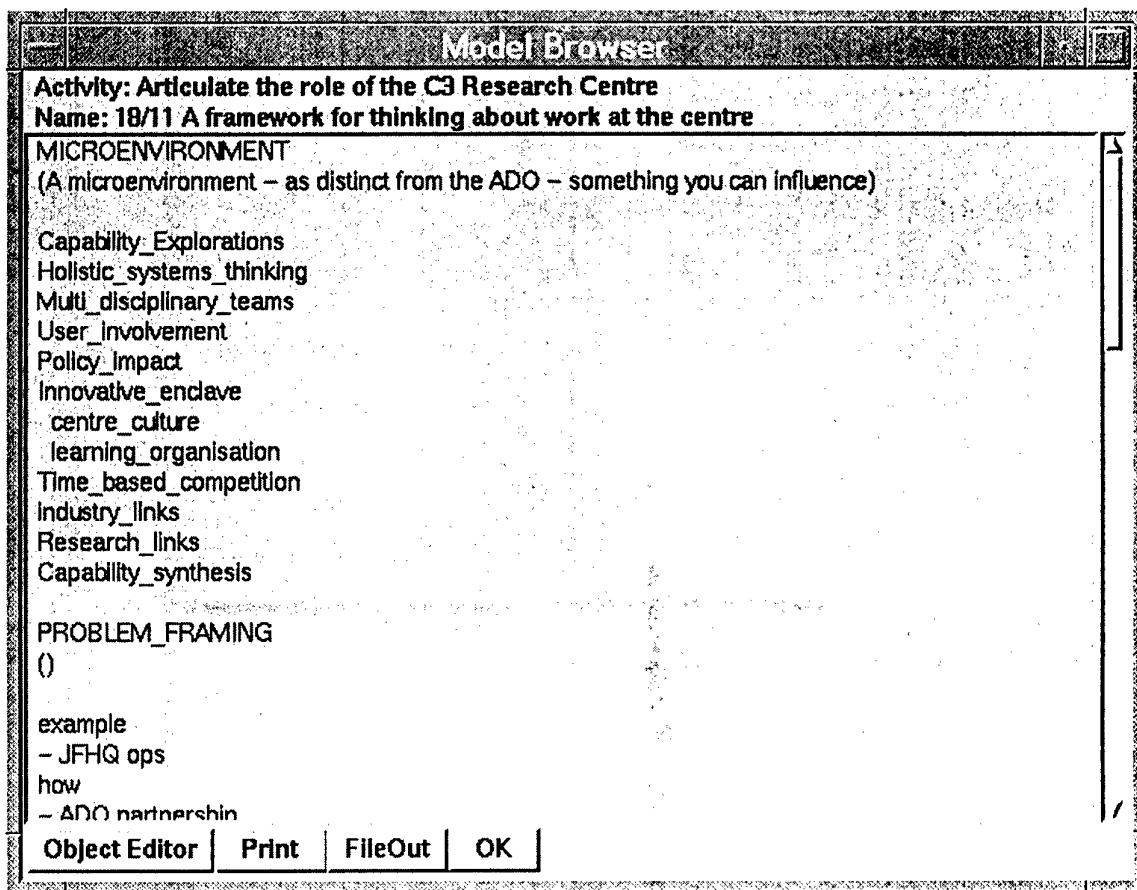 Model Browser
Activity: Articulate the role of the C3 Research Centre
Name: 18/11 A framework for thinking about work at the centre
MICROENVIRONMENT
(A microenvironment – as distinct from the ADO – something you can influence)
Capability_Explorations
Holistic_systems_thinking
Multi_disciplinary_teams
User_involvement
Policy_impact
Innovative_enclave
centre_culture
learning_organisation
Time_based_competition
Industry_links
Research_links
Capability_synthesis
PROBLEM_FRAMING
()
example
– JFHQ ops
how
– ADO partnership
Object Editor Print FileOut OK